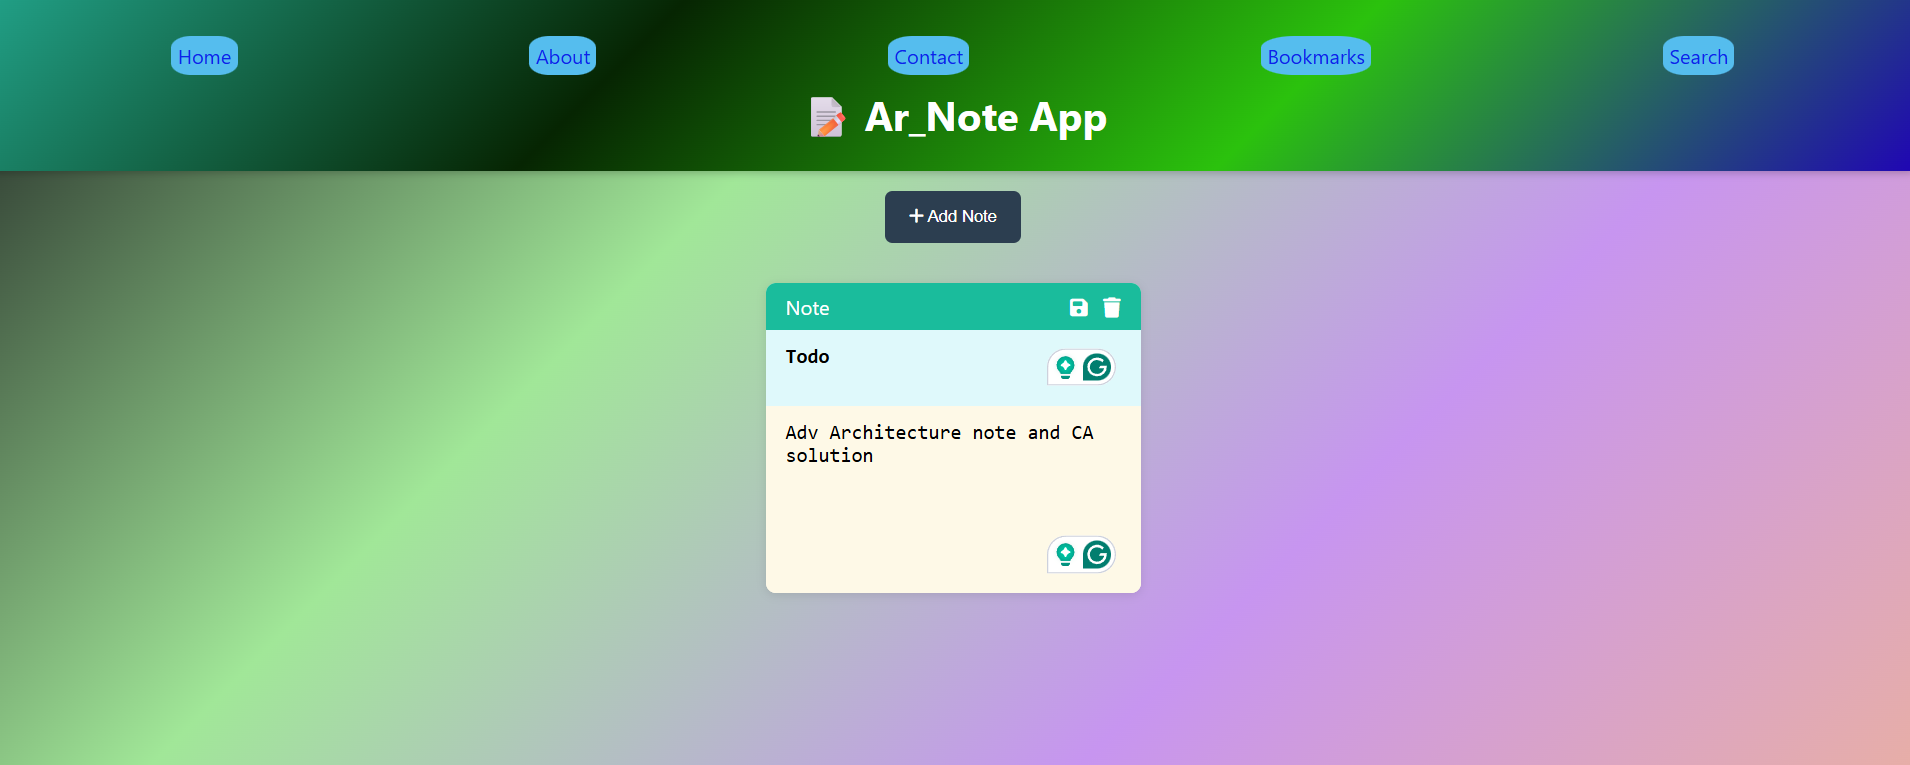 Home About Contact Bookmarks Search
Ar_Note App
Add Note
Note
Todo
Adv Architecture note and CA
solution